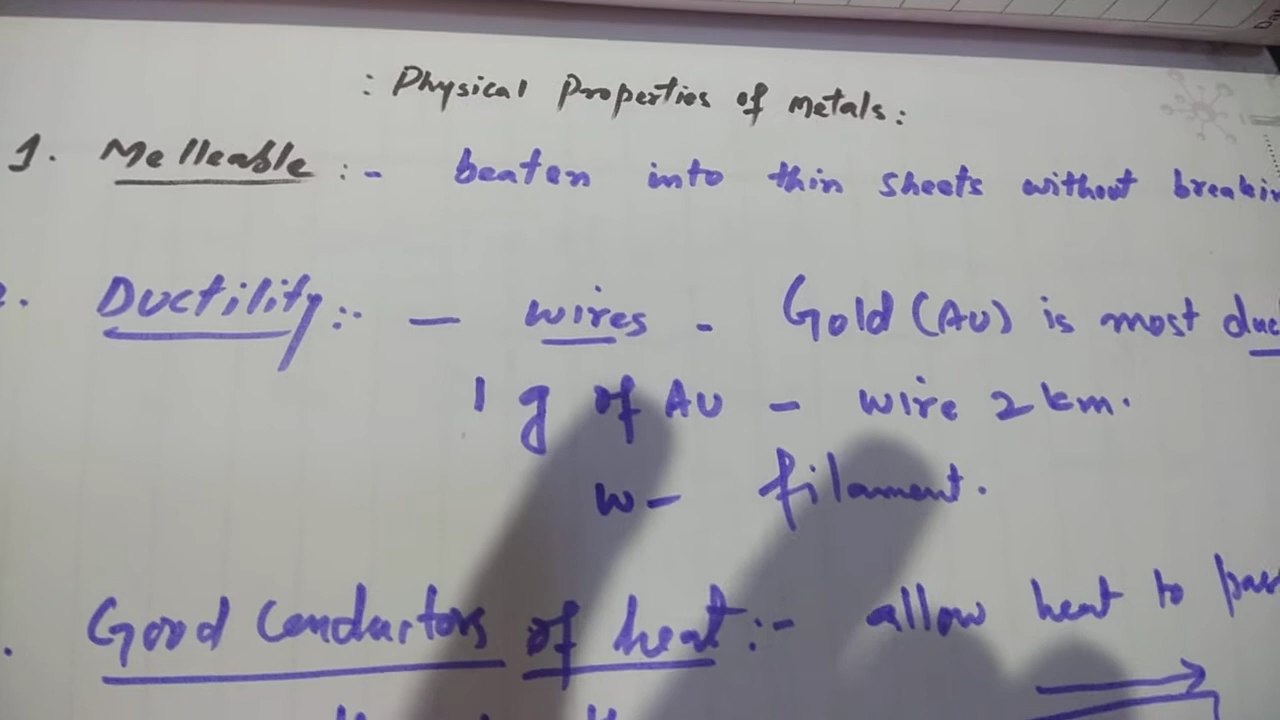 : Physical Properties of Metals:
1. Melleable :- beaten into thin sheets without
Ductility:- — wires - Gold (Au) is most
1 g of Au - wire 2 km.
W- filament.
Good Conductors of heat:- allow heat to